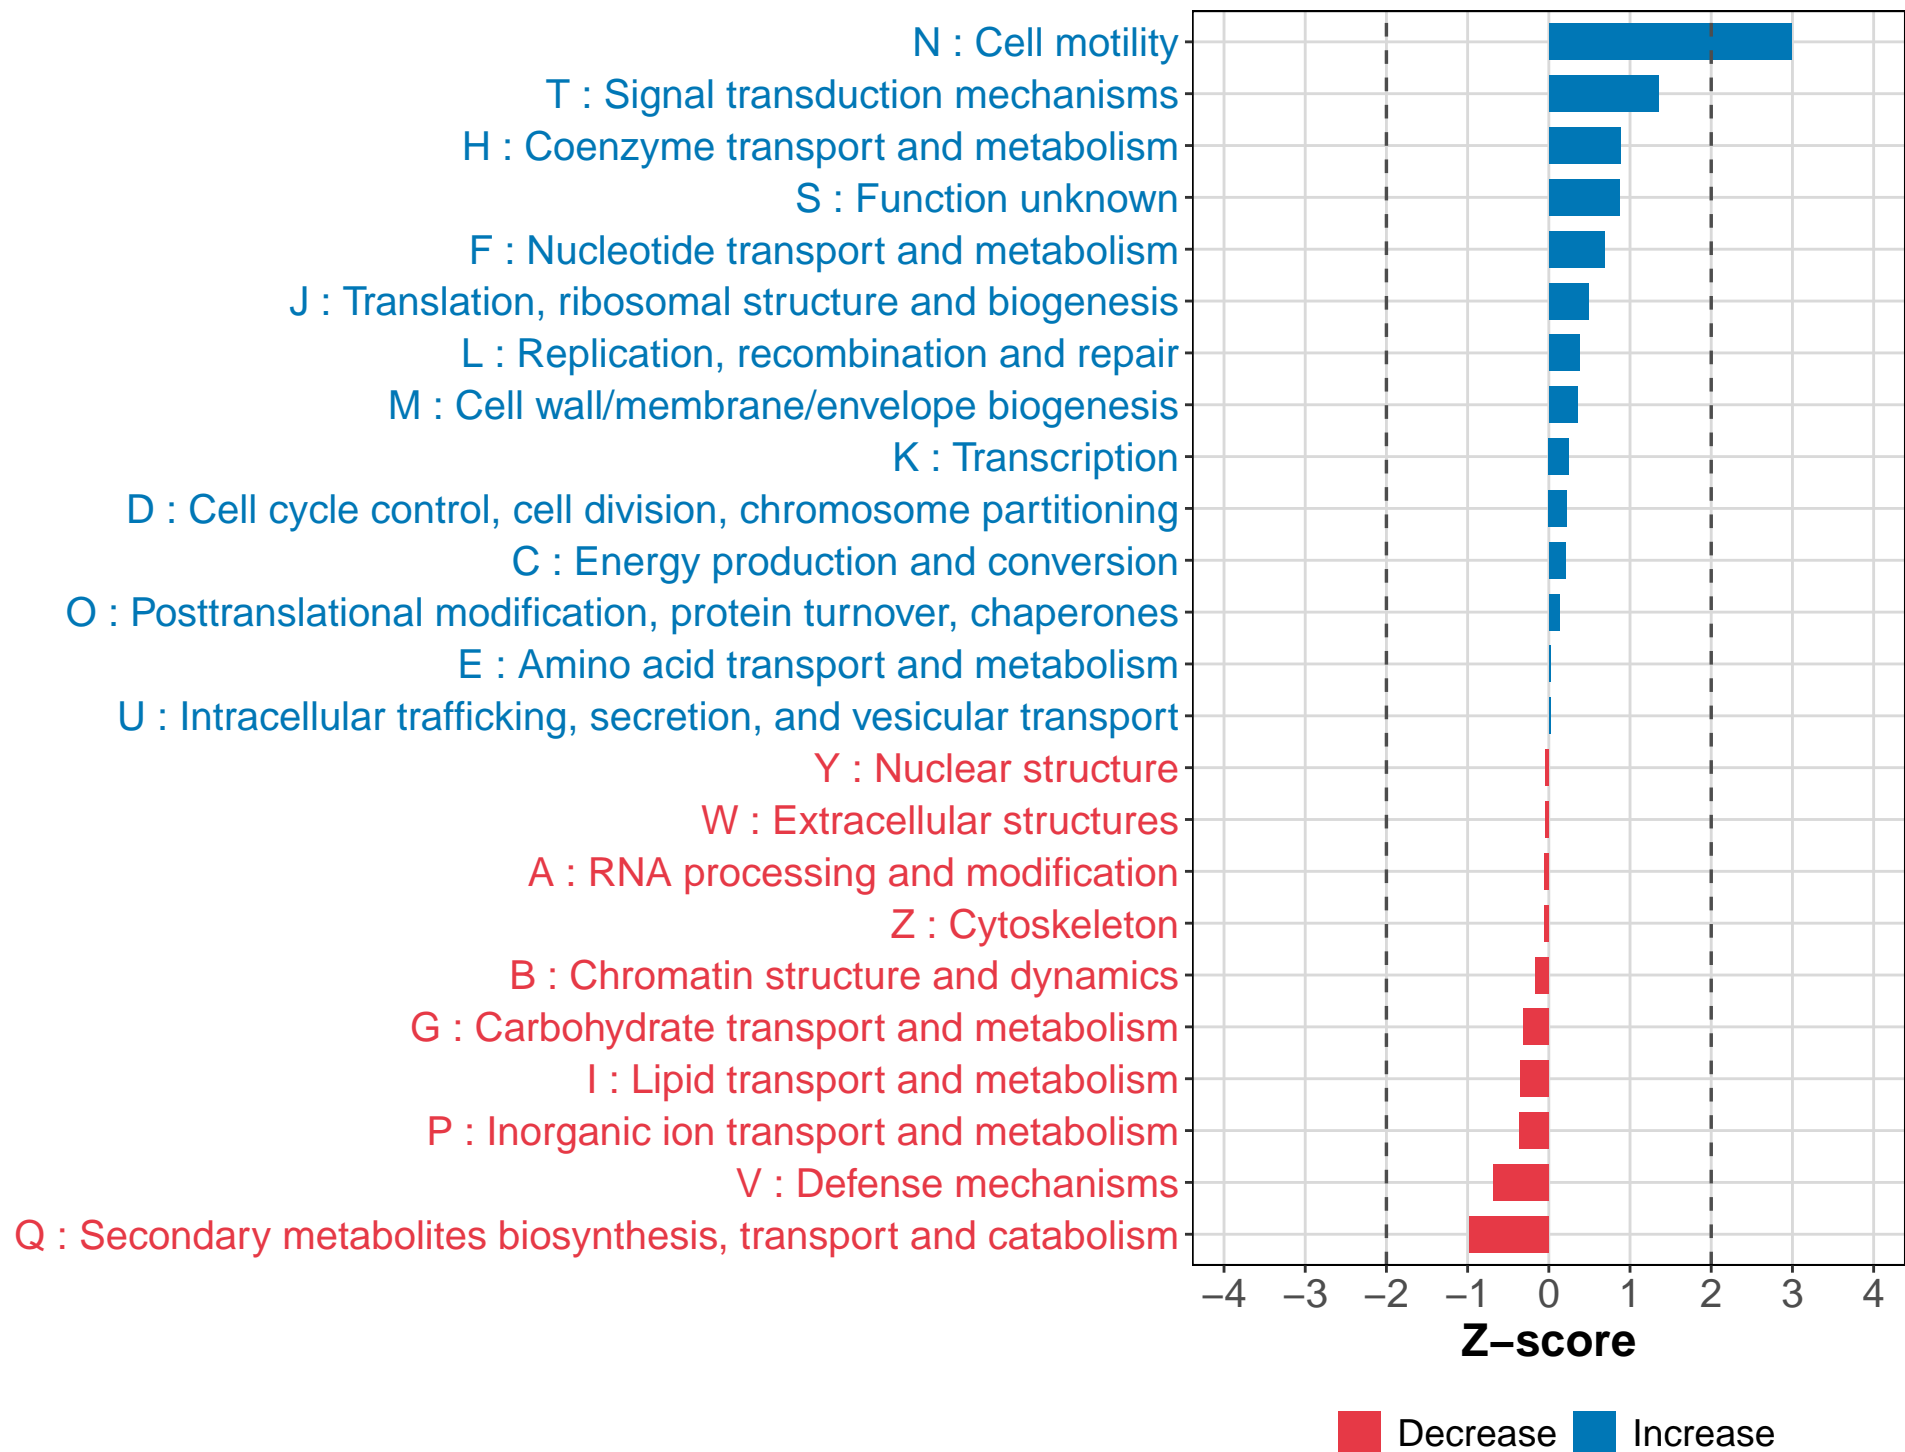 N : Cell motility
T : Signal transduction mechanisms
H : Coenzyme transport and metabolism
S : Function unknown
F : Nucleotide transport and metabolism
J : Translation, ribosomal structure and biogenesis
L : Replication, recombination and repair
M : Cell wall/membrane/envelope biogenesis
K : Transcription
D : Cell cycle control, cell division, chromosome partitioning
C : Energy production and conversion
O : Posttranslational modification, protein turnover, chaperones
E : Amino acid transport and metabolism
U : Intracellular trafficking, secretion, and vesicular transport
Y : Nuclear structure
W : Extracellular structures
A : RNA processing and modification
Z : Cytoskeleton
B : Chromatin structure and dynamics
G : Carbohydrate transport and metabolism
I : Lipid transport and metabolism
P : Inorganic ion transport and metabolism
V : Defense mechanisms
Q : Secondary metabolites biosynthesis, transport and catabolism
−4 −3 −2 −1 0 1 2 3 4
Z−score
Decrease Increase